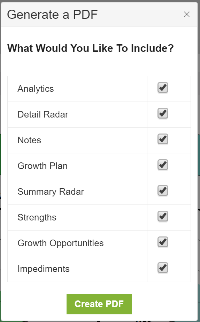 Generate a PDF ×
What Would You Like To Include?
Analytics
Detail Radar
Notes
Growth Plan
Summary Radar
Strengths
Growth Opportunities
Impediments
Create PDF